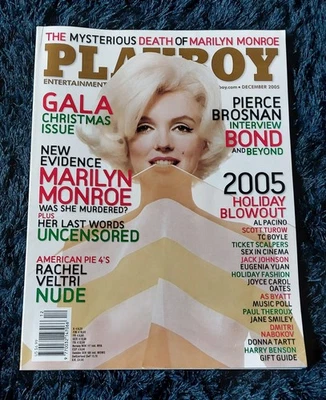 THE MYSTERIOUS DEATH OF MARILYN MONROE
PLAYBOY
ENTERTAINMENT
oy.com • DECEMBER 2005
GALA
CHRISTMAS
ISSUE
NEW
EVIDENCE
MARILYN
MONROE
WAS SHE MURDERED?
PLUS
HER LAST WORDS
UNCENSORED
AMERICAN PIE 4'S
RACHEL
VELTRI
NUDE
PIERCE
BROSNAN
INTERVIEW
BOND
AND BEYOND
2005
HOLIDAY
BLOWOUT
AL PACINO
SCOTT TUROW
TC BOYLE
TICKET SCALPERS
SEX IN CINEMA
JACK JOHNSON
EUGENIA YUAN
HOLIDAY FASHION
JOYCE CAROL
OATES
AS BYATT
MUSIC POLL
PAUL THEROUX
JANE SMILEY
DMITRI
NABOKOV
DONNA TARTT
HARRY BENSON
GIFT GUIDE